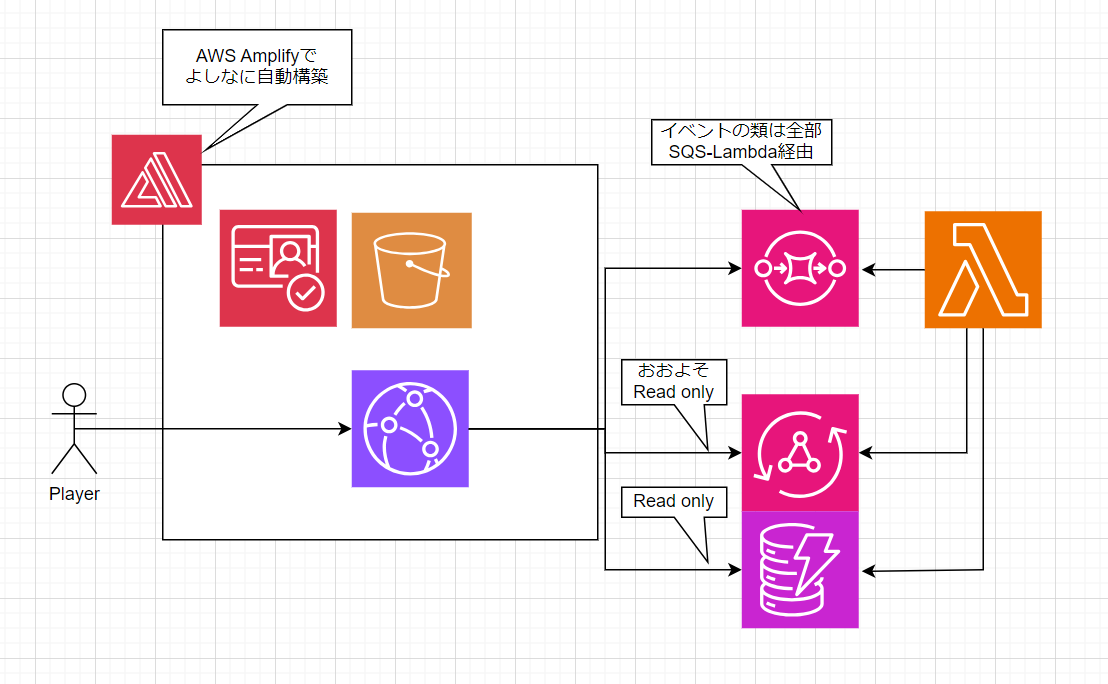 AWS Amplifyで
よしなに自動構築
イベントの類は全部
SQS-Lambda経由
おおよそ
Read only
Read only
Player